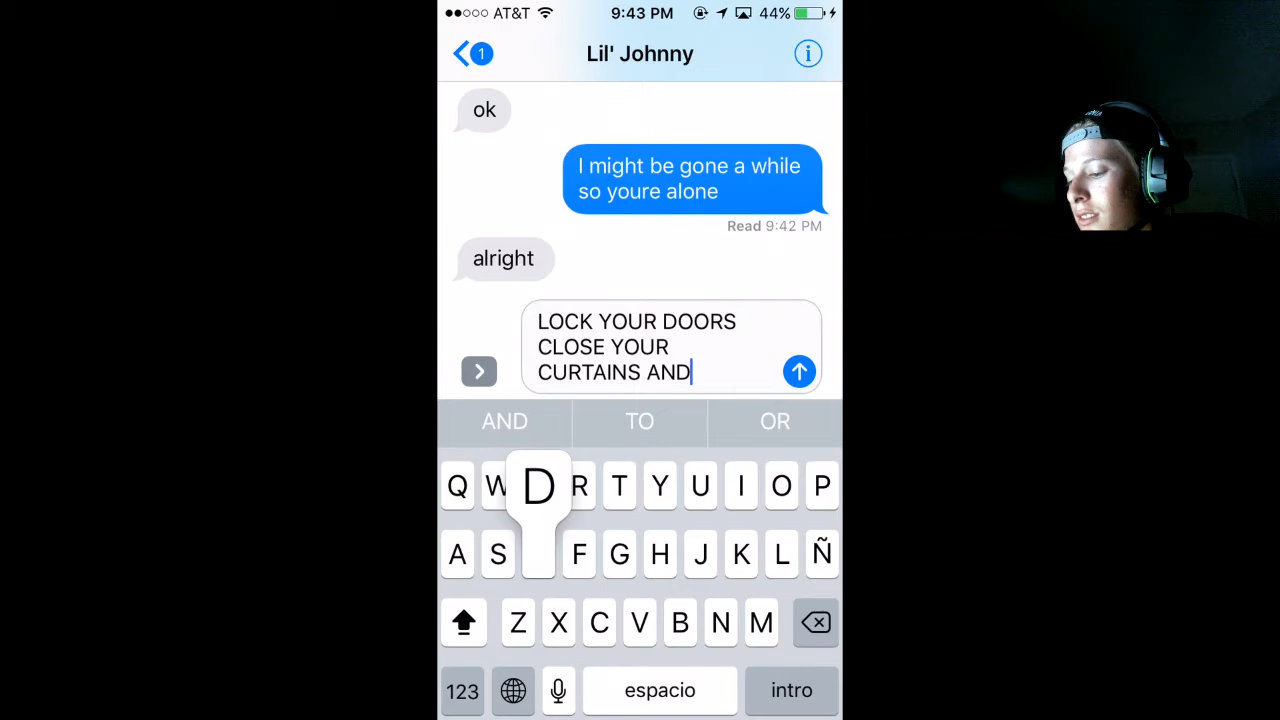 AT&T 9:43 PM 44%
1 Lil' Johnny i
ok
I might be gone a while
so youre alone
Read 9:42 PM
alright
LOCK YOUR DOORS
CLOSE YOUR
CURTAINS AND
AND TO OR
Q W D R T Y U I O P
A S F G H J K L Ñ
Z X C V B N M
123 espacio intro